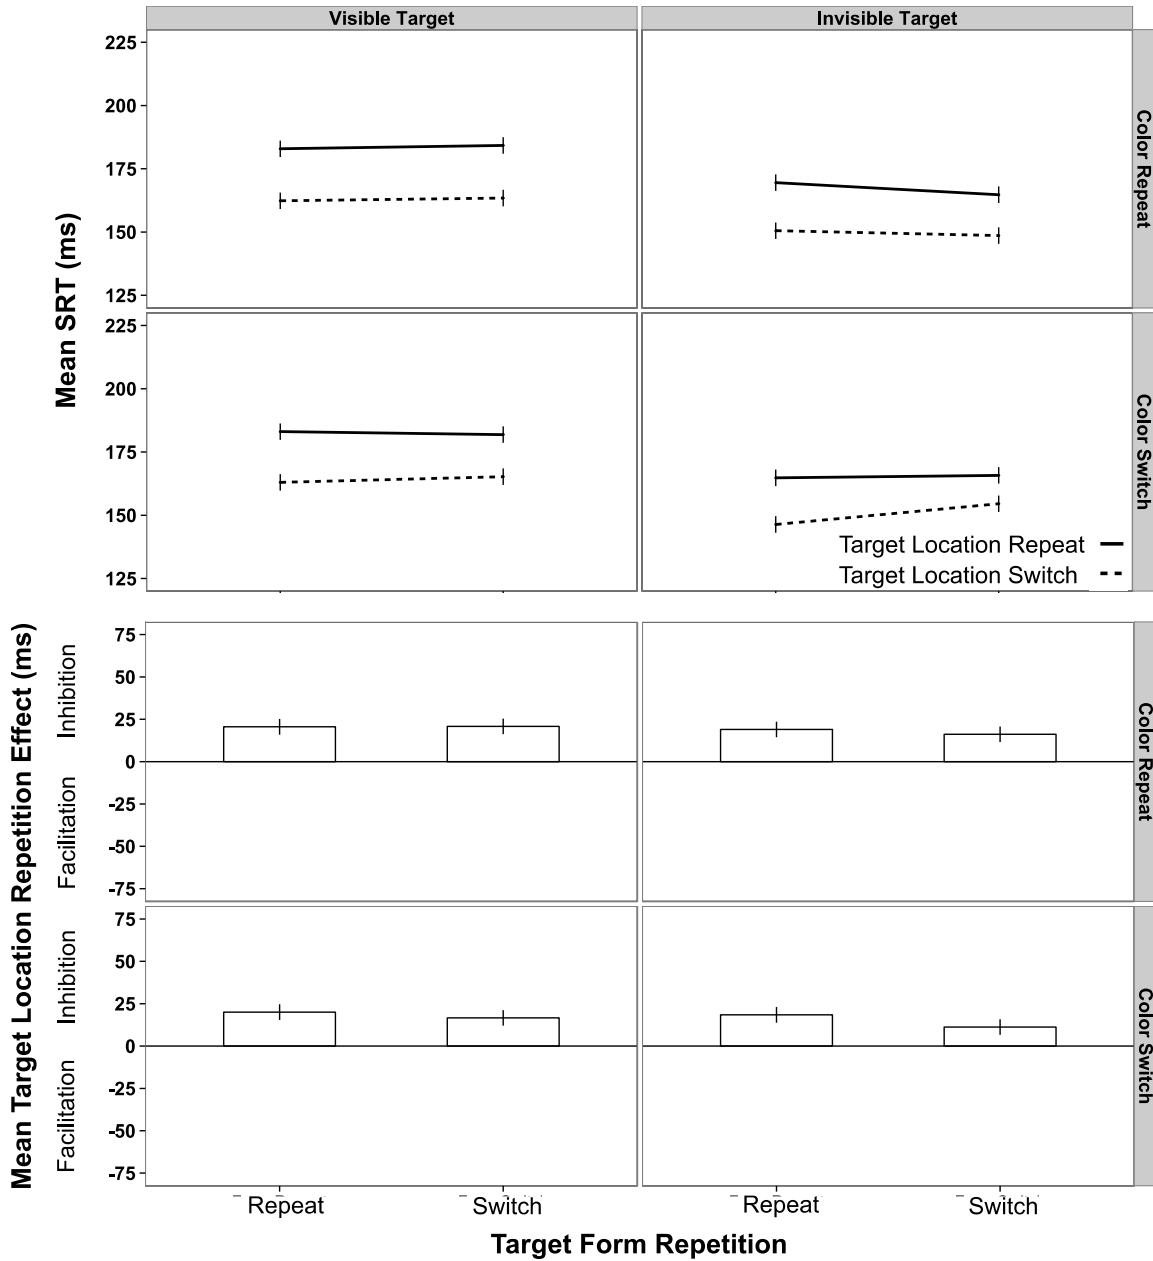 Visible Target
Invisible Target
Mean SRT (ms)
225
200
175
150
125
Color Repeat
225
200
175
150
125
Color Switch
Target Location Repeat
Target Location Switch
Mean Target Location Repetition Effect (ms)
Inhibition
Facilitation
75
50
25
0
-25
-50
-75
Color Repeat
Inhibition
Facilitation
75
50
25
0
-25
-50
-75
Color Switch
Repeat
Switch
Repeat
Switch
Target Form Repetition